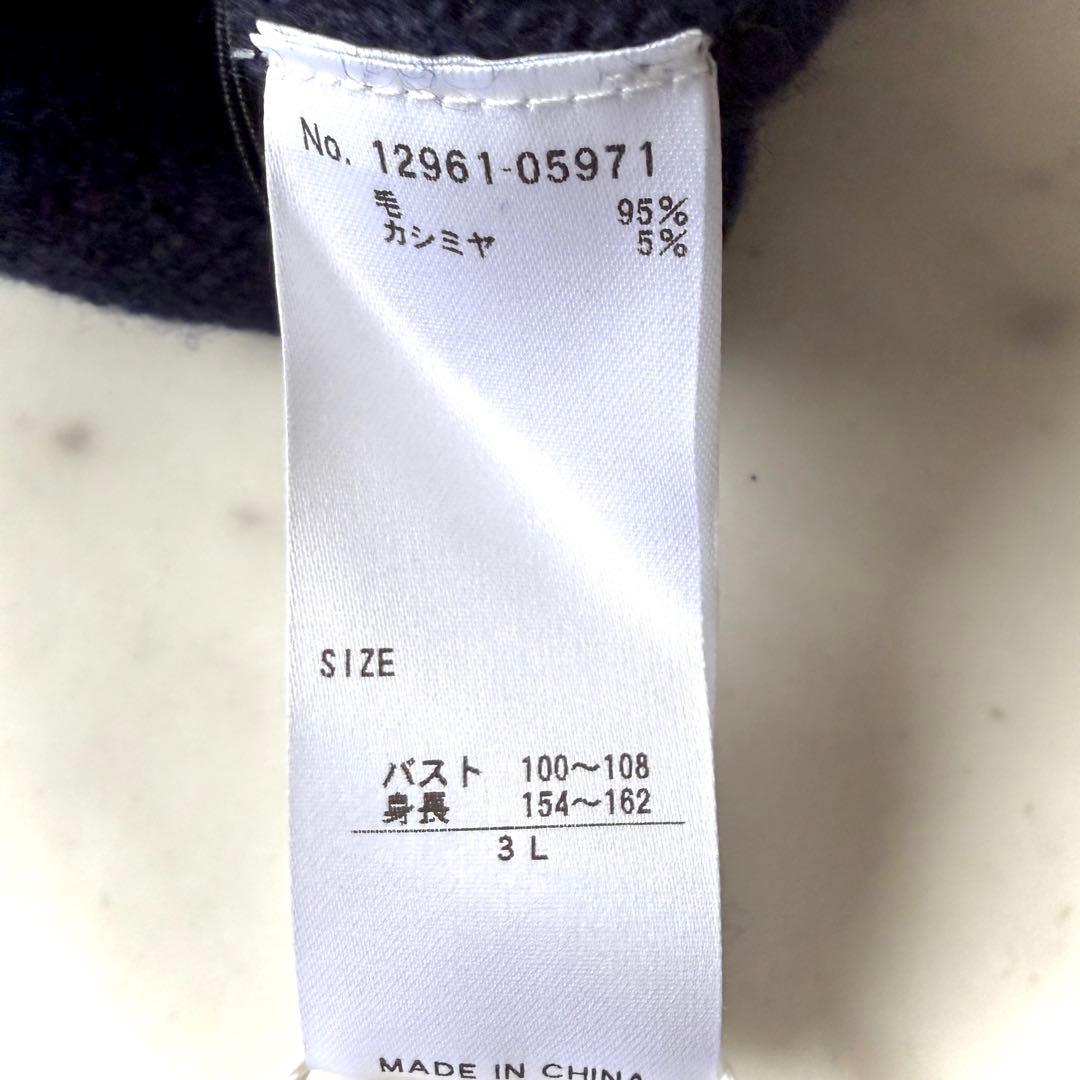 No. 12961-05971
毛 95%
カシミヤ 5%
SIZE
バスト 100～108
身長 154～162
3L
MADE IN CHINA